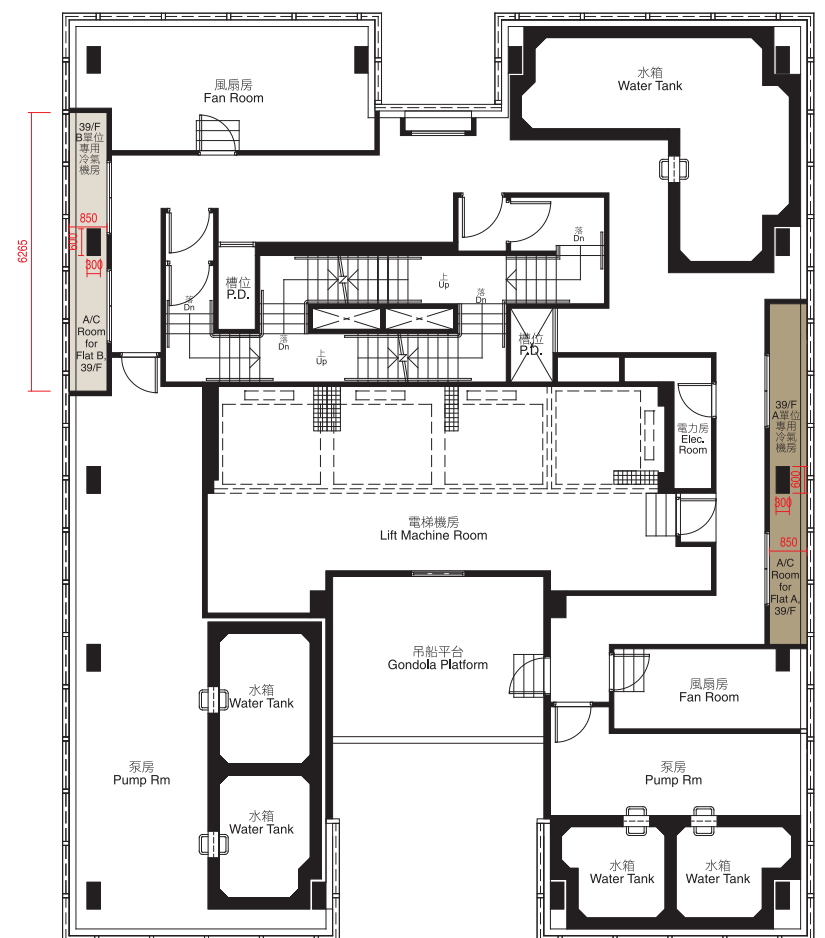 風扇房
Fan Room
水箱
Water Tank
39/F
B單位
專用
冷氣
機房
850
600
300
6265
A/C
Room
for
Flat B,
39/F
槽位
P.D.
落
Dn
上
Up
落
Dn
落
Dn
落
Dn
上
Up
槽位
P.D.
電力房
Elec.
Room
39/F
A單位
專用
冷氣
機房
600
300
850
A/C
Room
for
Flat A,
39/F
電梯機房
Lift Machine Room
吊船平台
Gondola Platform
風扇房
Fan Room
水箱
Water Tank
泵房
Pump Rm
水箱
Water Tank
泵房
Pump Rm
水箱
Water Tank
水箱
Water Tank